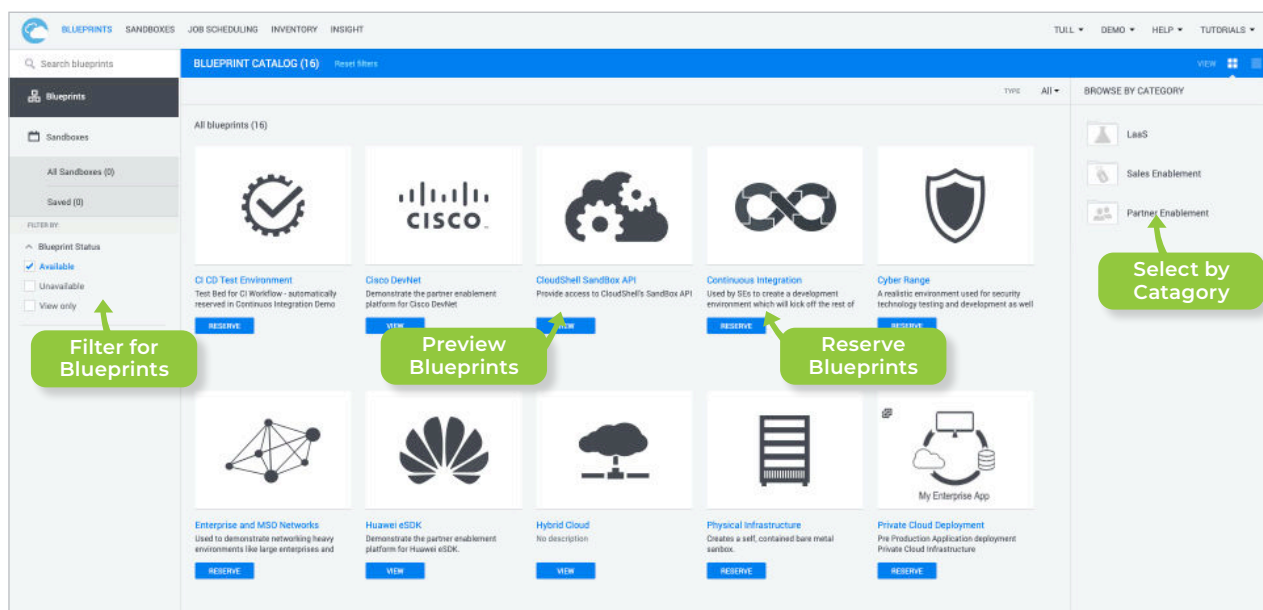 BLUEPRINTS SANDBOXES JOB SCHEDULING INVENTORY INSIGHT
TULL DEMO HELP TUTORIALS
Search blueprints
BLUEPRINT CATALOG (16) Reset filters
VIEW
Blueprints
TYPE All
BROWSE BY CATEGORY
Sandboxes
All Sandboxes (0)
Saved (0)
FILTER BY
Blueprint Status
Available
Unavailable
View only
Filter for
Blueprints
All blueprints (16)
CISCO
CI CD Test Environment
Test Bed for CI Workflow - automatically
reserved in Continuos Integration Demo
RESERVE
Cisco DevNet
Demonstrate the partner enablement
platform for Cisco DevNet
VIEW
CloudShell SandBox API
Provide access to CloudShell's SandBox API
VIEW
Preview
Blueprints
Continuous Integration
Used by SEs to create a development
environment which will kick off the rest of
RESERVE
Reserve
Blueprints
Cyber Range
A realistic environment used for security
technology testing and development as well
RESERVE
LaaS
Sales Enablement
Partner Enablement
Select by
Catagory
Enterprise and MSO Networks
Used to demonstrate networking heavy
environments like large enterprises and
RESERVE
Huawei eSDK
Demonstrate the partner enablement
platform for Huawei eSDK.
VIEW
Hybrid Cloud
No description
VIEW
Physical Infrastructure
Creates a self, contained bare metal
sanbox.
RESERVE
My Enterprise App
Private Cloud Deployment
Pre Production Application deployment
Private Cloud Infrastructure
RESERVE